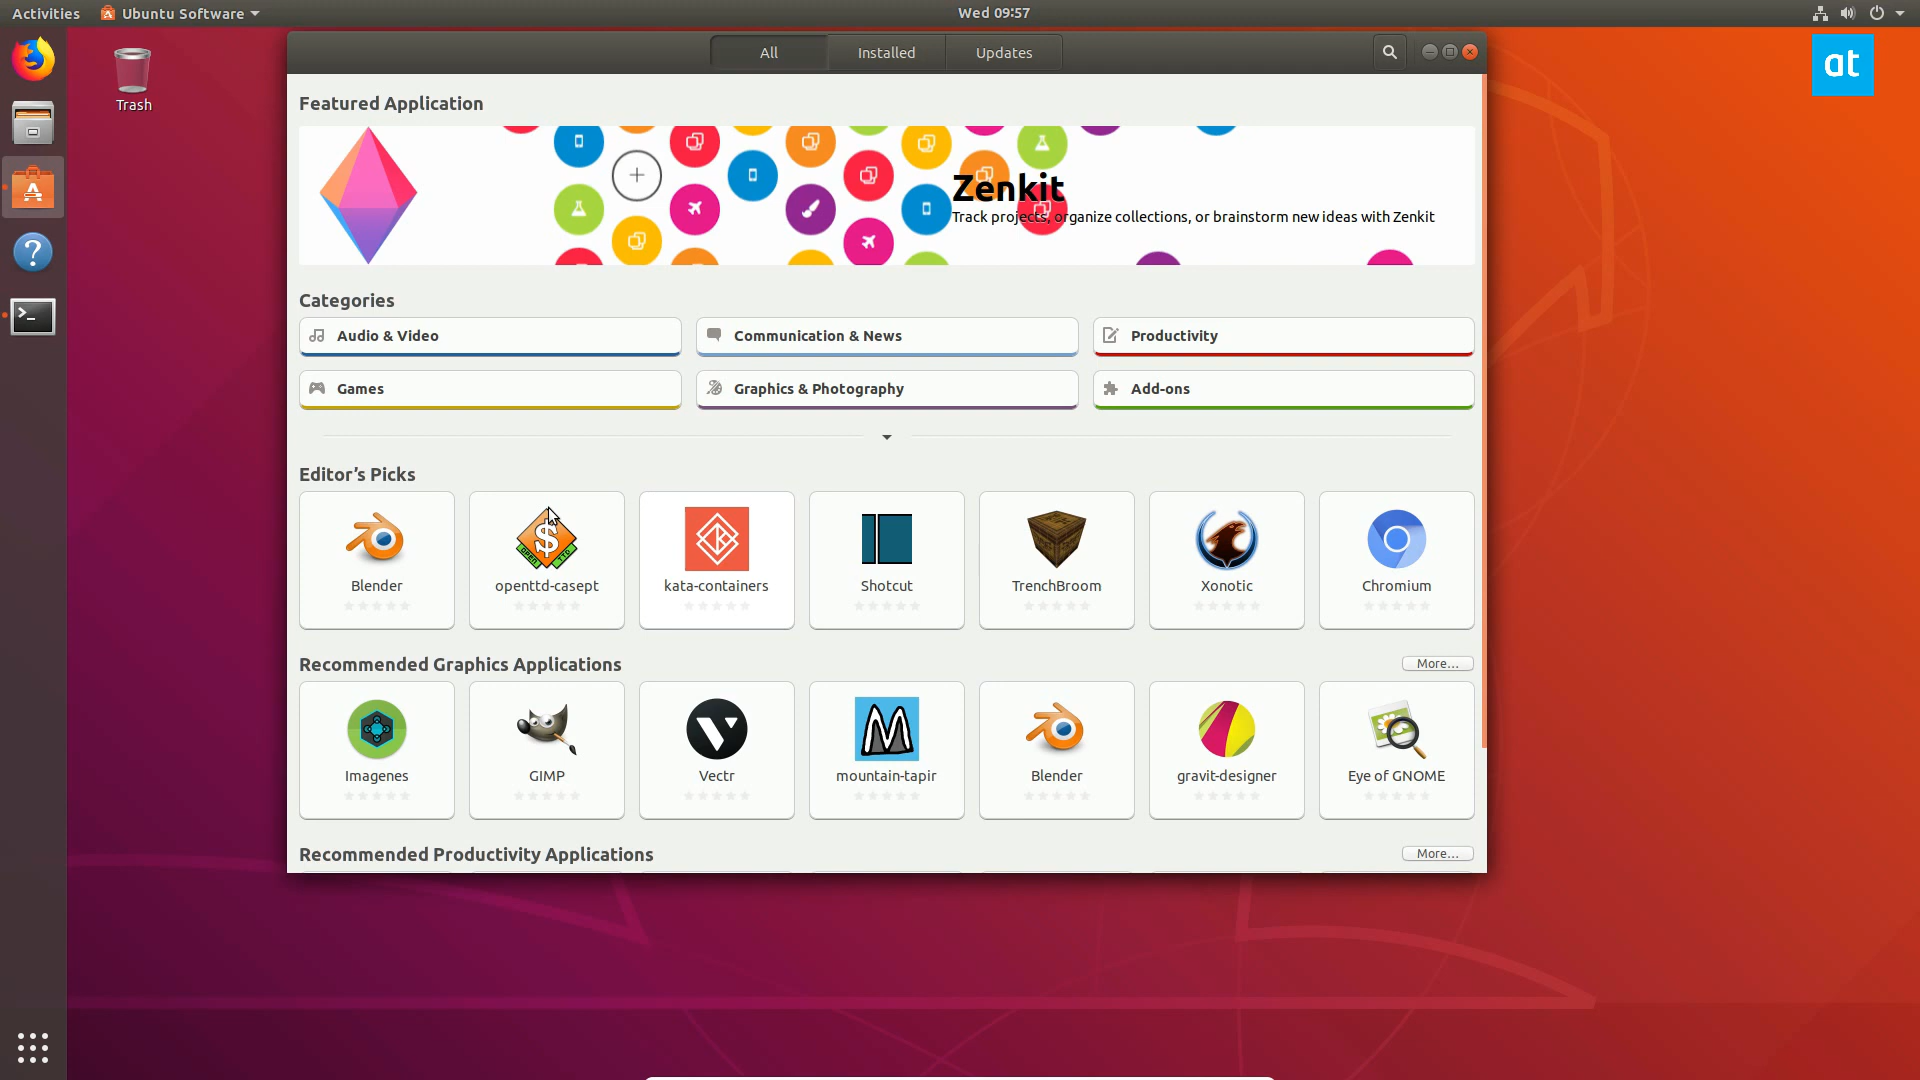 Activities
Ubuntu Software
Wed 09:57
at
Trash
All
Installed
Updates
Featured Application
Zenkit
Track projects, organize collections, or brainstorm new ideas with Zenkit
Categories
Audio & Video
Communication & News
Productivity
Games
Graphics & Photography
Add-ons
Editor’s Picks
Blender
openttd-casept
kata-containers
Shotcut
TrenchBroom
Xonotic
Chromium
Recommended Graphics Applications
More…
Imagenes
GIMP
Vectr
mountain-tapir
Blender
gravit-designer
Eye of GNOME
Recommended Productivity Applications
More…